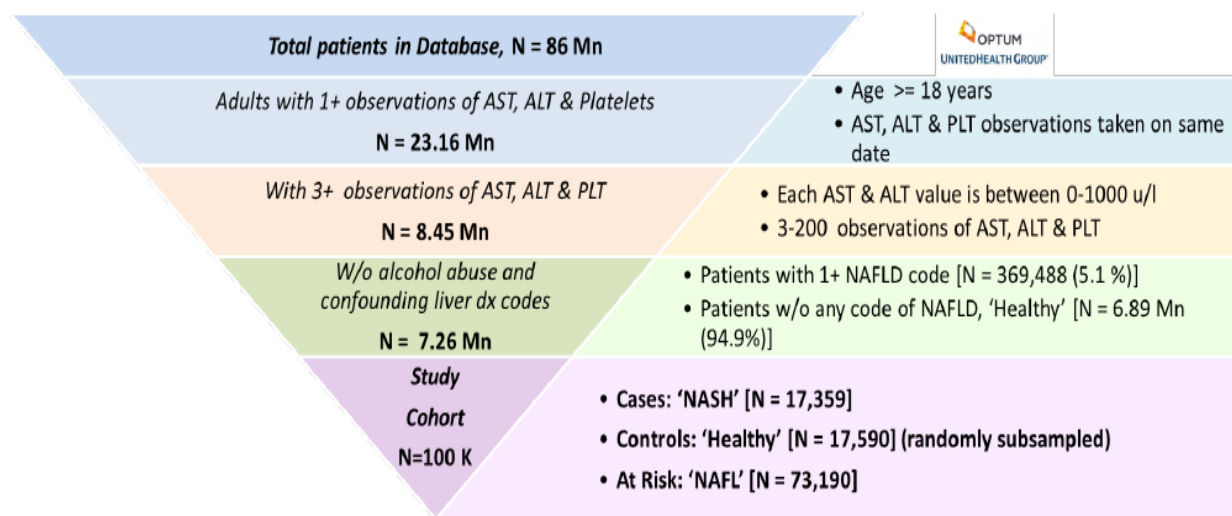 Total patients in Database, N = 86 Mn
OPTUM
UNITEDHEALTH GROUP®
Adults with 1+ observations of AST, ALT & Platelets
N = 23.16 Mn
• Age >= 18 years
• AST, ALT & PLT observations taken on same
date
With 3+ observations of AST, ALT & PLT
N = 8.45 Mn
• Each AST & ALT value is between 0-1000 u/l
• 3-200 observations of AST, ALT & PLT
W/o alcohol abuse and
confounding liver dx codes
N = 7.26 Mn
• Patients with 1+ NAFLD code [N = 369,488 (5.1 %)]
• Patients w/o any code of NAFLD, ‘Healthy’ [N = 6.89 Mn
(94.9%)]
Study
Cohort
N=100 K
• Cases: ‘NASH’ [N = 17,359]
• Controls: ‘Healthy’ [N = 17,590] (randomly subsampled)
• At Risk: ‘NAFL’ [N = 73,190]